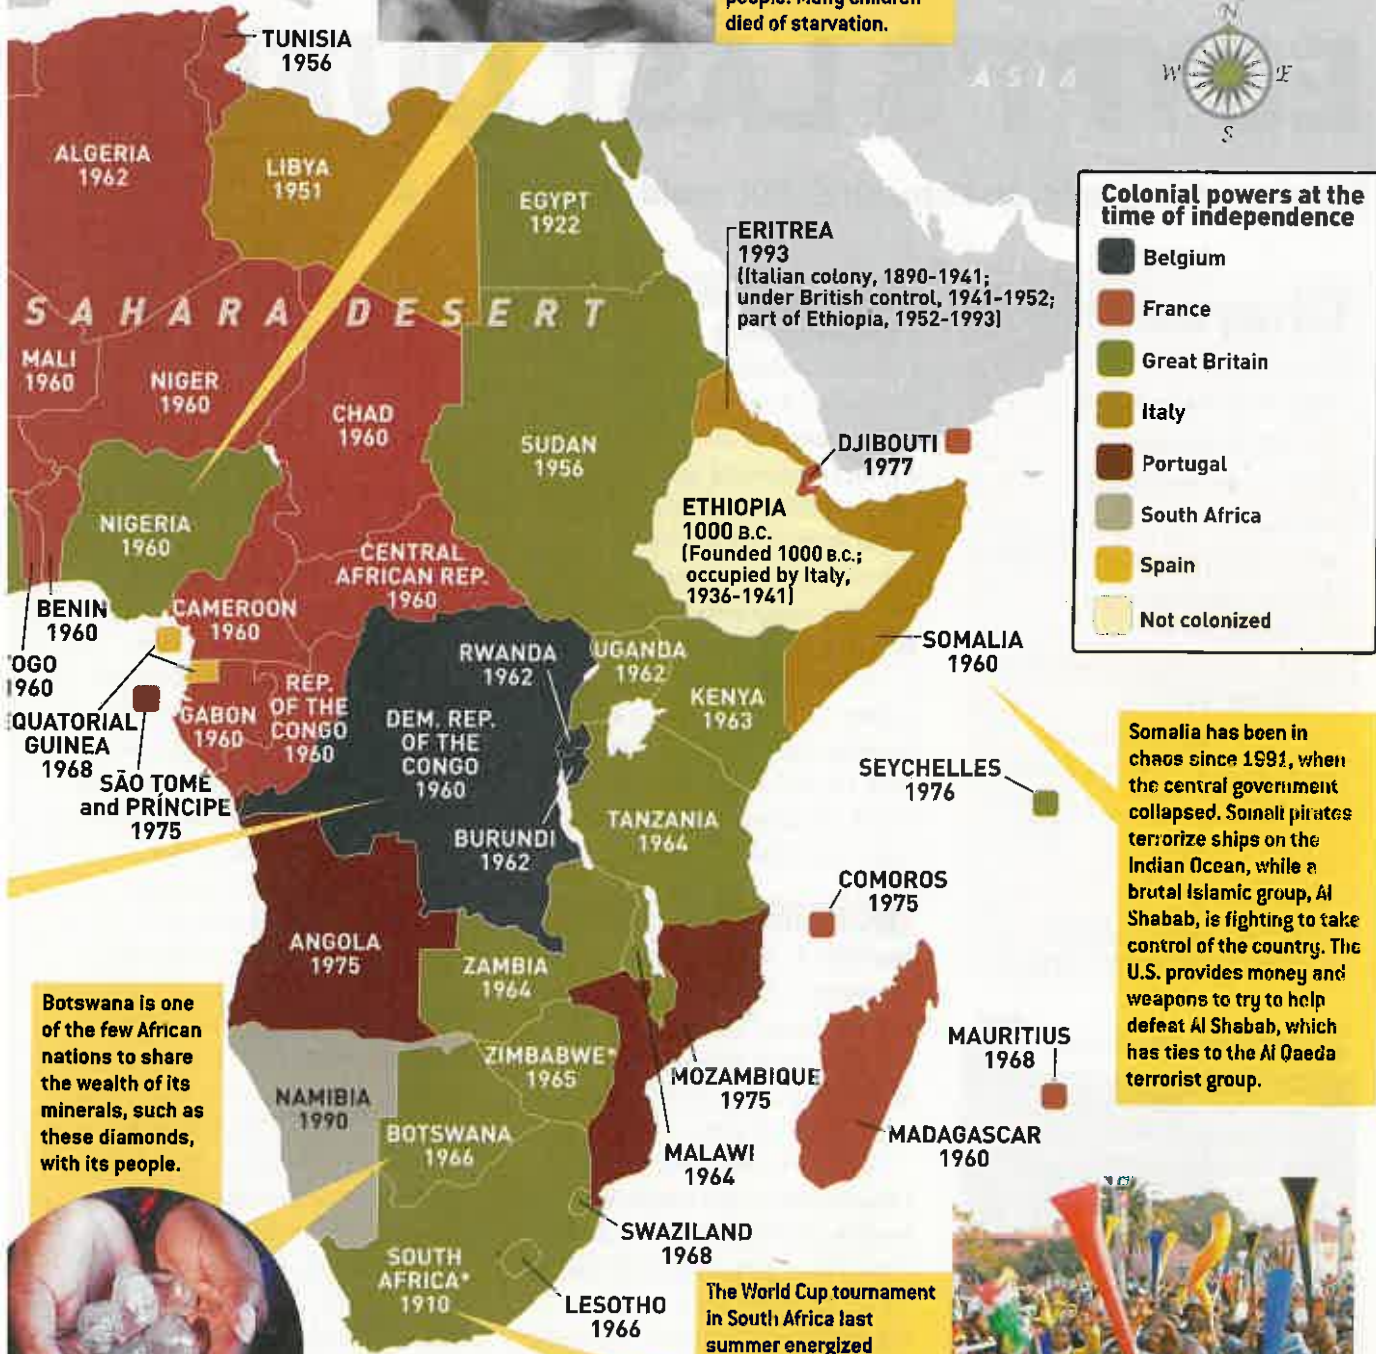 died of starvation.
N
W
E
S
ASIA
TUNISIA
1956
ALGERIA
1962
LIBYA
1951
EGYPT
1922
ERITREA
1993
(Italian colony, 1890-1941;
under British control, 1941-1952;
part of Ethiopia, 1952-1993)
Colonial powers at the
time of independence
Belgium
France
Great Britain
Italy
Portugal
South Africa
Spain
Not colonized
SAHARA DESERT
MALI
1960
NIGER
1960
CHAD
1960
SUDAN
1956
DJIBOUTI
1977
ETHIOPIA
1000 B.C.
(Founded 1000 B.C.;
occupied by Italy,
1936-1941)
NIGERIA
1960
CENTRAL
AFRICAN REP.
1960
BENIN
1960
CAMEROON
1960
OGO
1960
QUATORIAL
GUINEA
1968
SÃO TOMÉ
and PRÍNCIPE
1975
GABON
1960
REP.
OF THE
CONGO
1960
DEM. REP.
OF THE
CONGO
1960
RWANDA
1962
UGANDA
1962
KENYA
1963
SOMALIA
1960
BURUNDI
1962
TANZANIA
1964
SEYCHELLES
1976
Somalia has been in
chaos since 1991, when
the central government
collapsed. Somali pirates
terrorize ships on the
Indian Ocean, while a
brutal Islamic group, Al
Shabab, is fighting to take
control of the country. The
U.S. provides money and
weapons to try to help
defeat Al Shabab, which
has ties to the Al Qaeda
terrorist group.
COMOROS
1975
ANGOLA
1975
ZAMBIA
1964
Botswana is one
of the few African
nations to share
the wealth of its
minerals, such as
these diamonds,
with its people.
NAMIBIA
1990
ZIMBABWE*
1965
MOZAMBIQUE
1975
MAURITIUS
1968
BOTSWANA
1966
MALAWI
1964
MADAGASCAR
1960
SWAZILAND
1968
SOUTH
AFRICA*
1910
LESOTHO
1966
The World Cup tournament
in South Africa last
summer energized